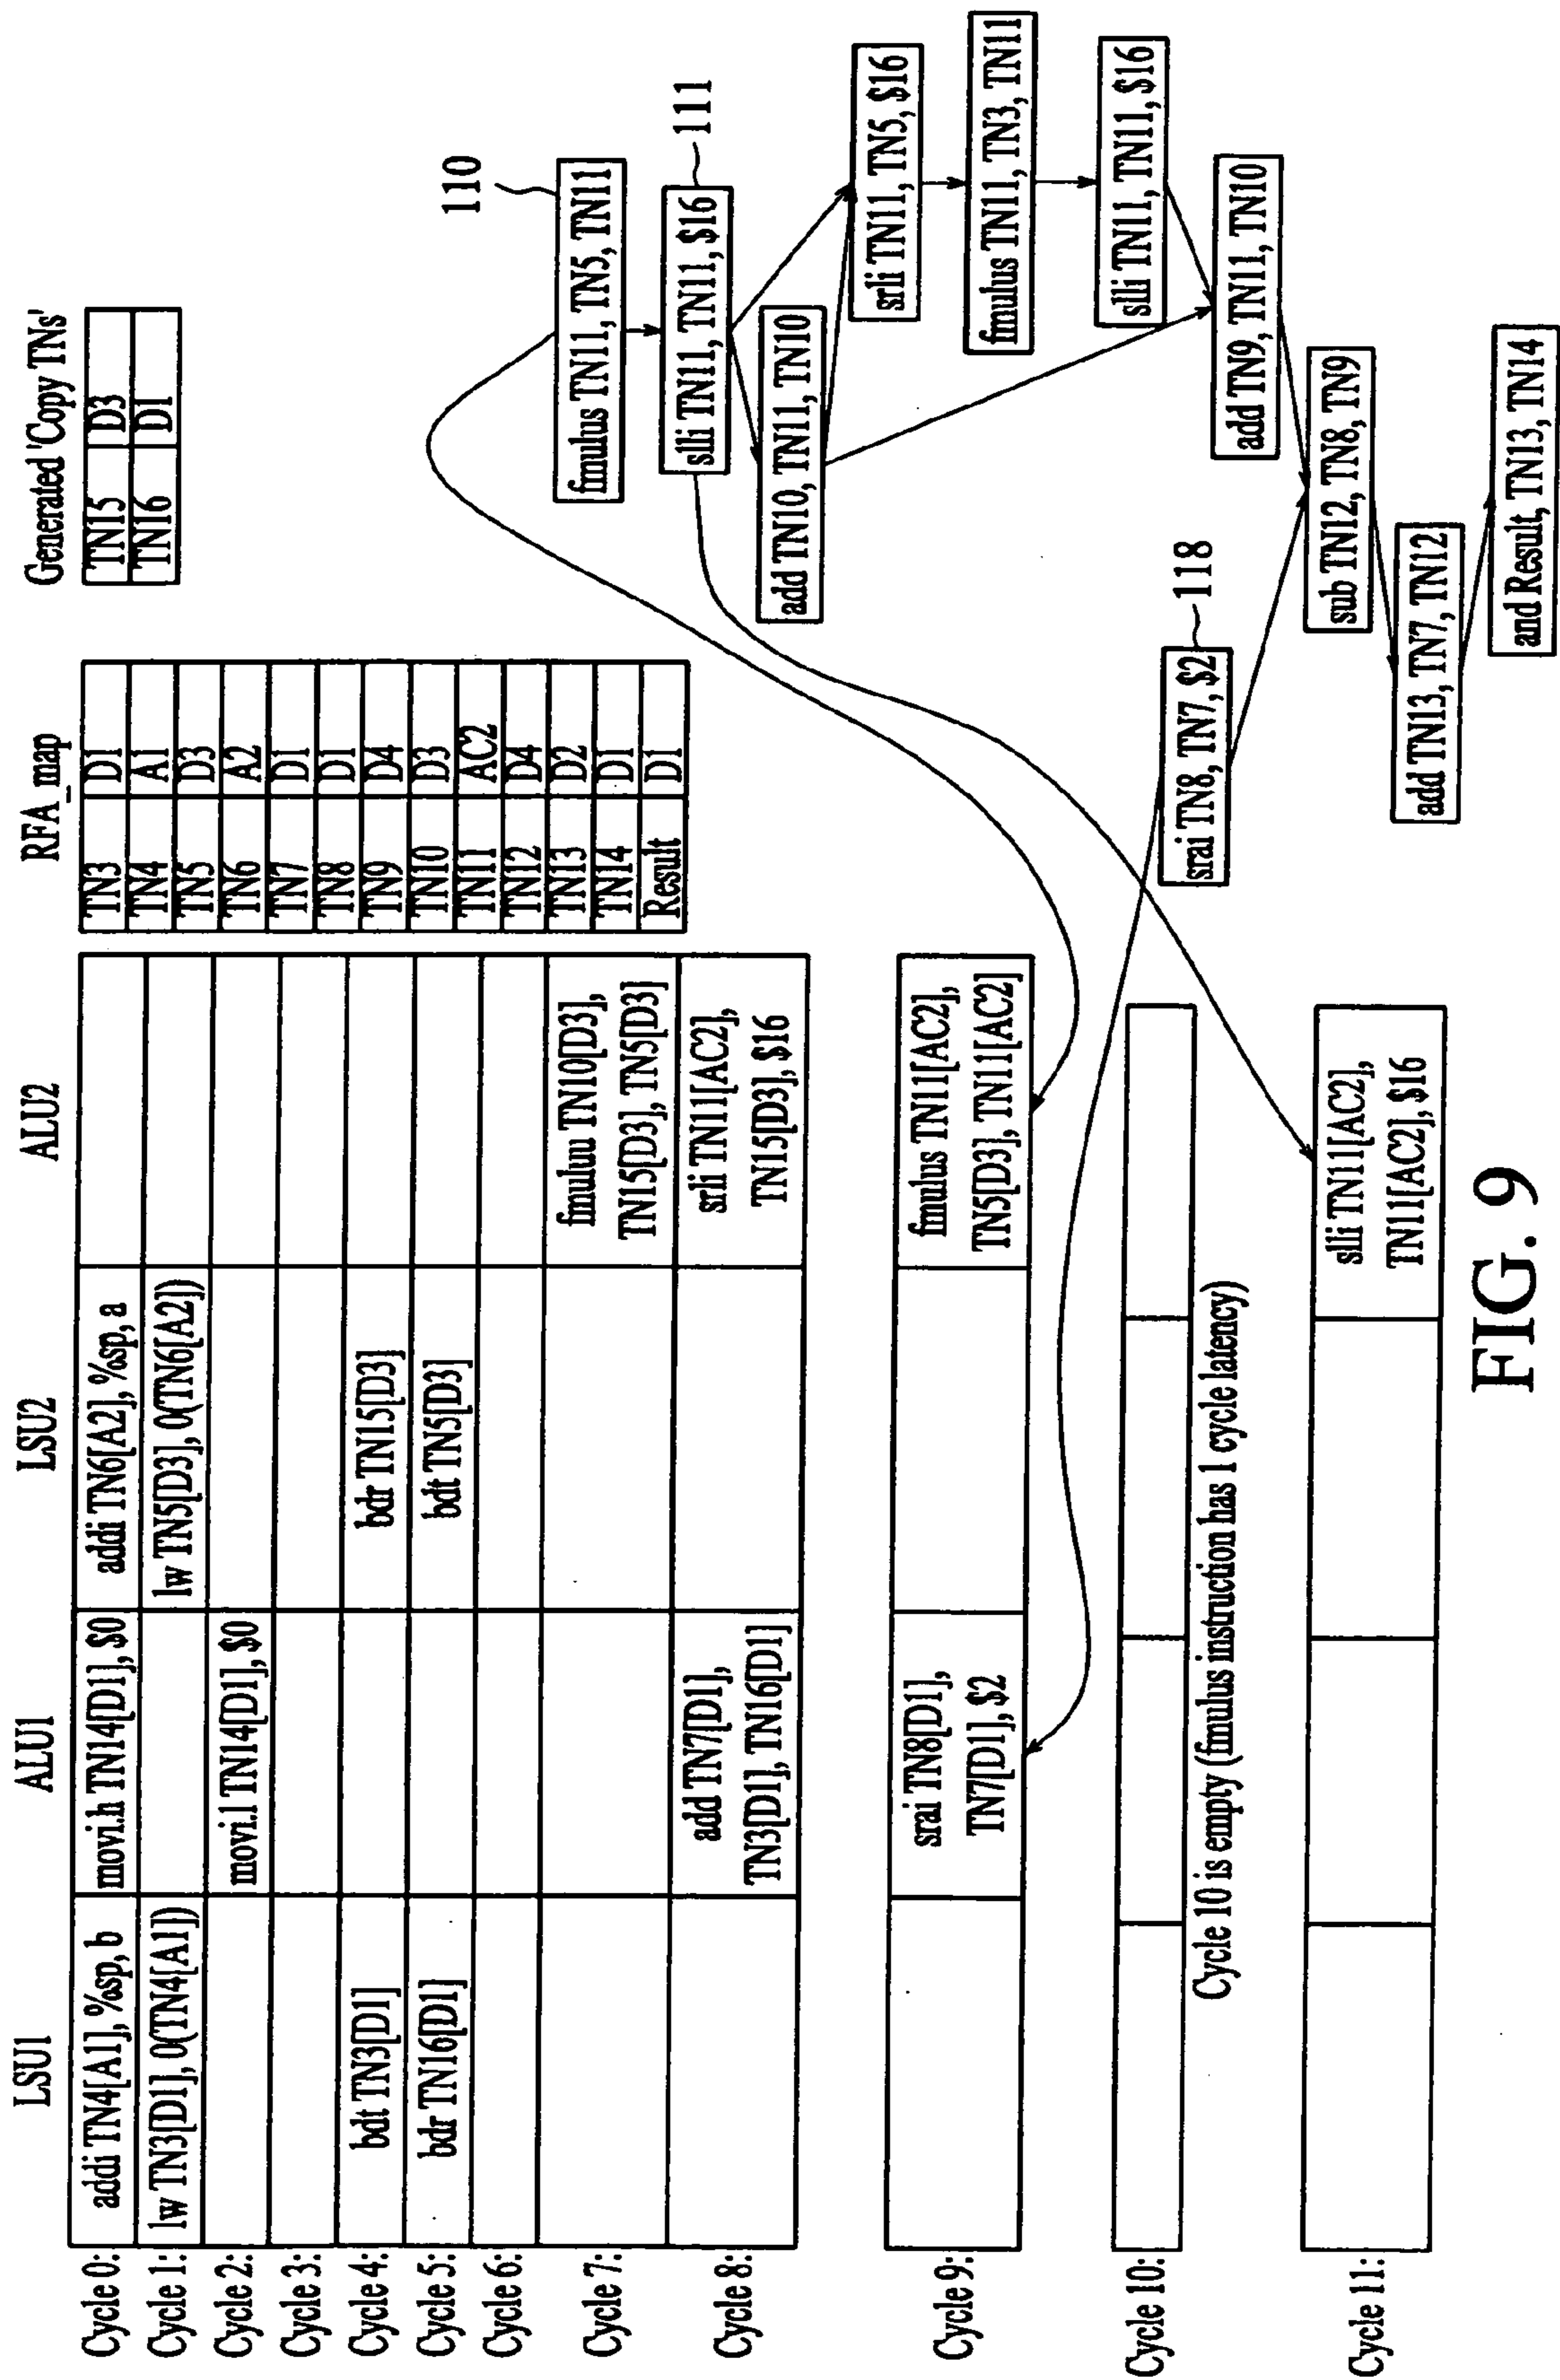 LSU1 ALU1 LSU2 ALU2
Cycle 0: addi TN4[A1], %sp, b movi.h TN14[D1], $0 addi TN6[A2], %sp, a
Cycle 1: lw TN3[D1], 0(TN4[A1]) lw TN5[D3], 0(TN6[A2])
Cycle 2: movi.l TN14[D1], $0
Cycle 3:
Cycle 4: bdt TN3[D1] bdr TN15[D3]
Cycle 5: bdr TN16[D1] bdt TN5[D3]
Cycle 6:
Cycle 7: fmuluu TN10[D3],
TN15[D3], TN5[D3]
Cycle 8: add TN7[D1], srli TN11[AC2],
TN3[D1], TN16[D1] TN15[D3], $16
Cycle 9: srai TN8[D1], fmulus TN11[AC2],
TN7[D1], $2 TN5[D3], TN11[AC2]
Cycle 10:
Cycle 10 is empty (fmulus instruction has 1 cycle latency)
Cycle 11: slli TN11[AC2],
TN11[AC2], $16
RFA_map
TN3 D1
TN4 A1
TN5 D3
TN6 A2
TN7 D1
TN8 D1
TN9 D4
TN10 D3
TN11 AC2
TN12 D4
TN13 D2
TN14 D1
Result D1
Generated 'Copy TNs'
TN15 D3
TN16 D1
110
fmulus TN11, TN5, TN11
111
slli TN11, TN11, $16
add TN10, TN11, TN10
srli TN11, TN5, $16
fmulus TN11, TN3, TN11
slli TN11, TN11, $16
118
srai TN8, TN7, $2
add TN9, TN11, TN10
sub TN12, TN8, TN9
add TN13, TN7, TN12
and Result, TN13, TN14
FIG. 9